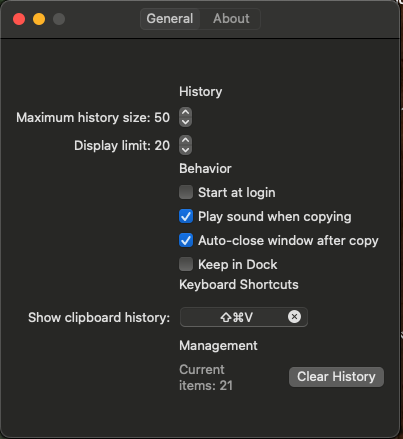 General
About
History
Maximum history size: 50
Display limit: 20
Behavior
Start at login
Play sound when copying
Auto-close window after copy
Keep in Dock
Keyboard Shortcuts
Show clipboard history: ⇧⌘V
Management
Current
items: 21
Clear History